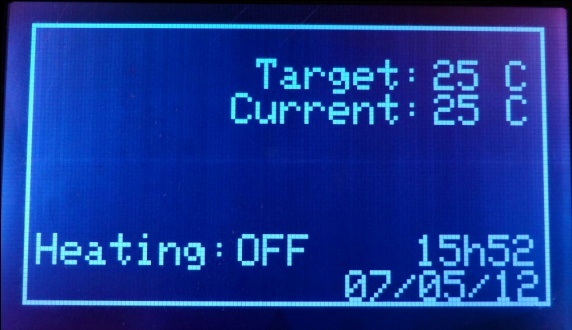 Target: 25 C
Current: 25 C
Heating: OFF 15h52
07/05/12